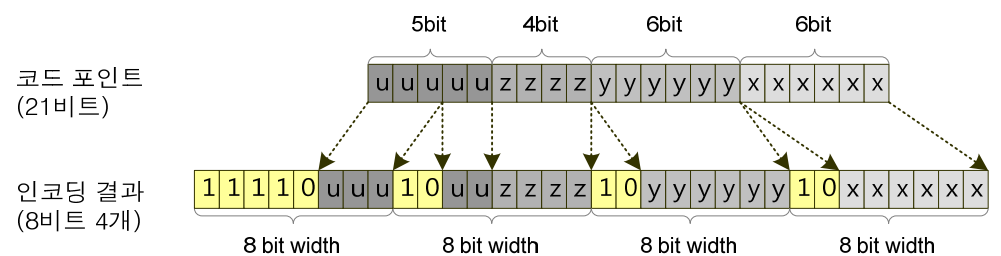 5bit 4bit 6bit 6bit
코드 포인트
(21비트)
u u u u u z z z z y y y y y y x x x x x x
인코딩 결과
(8비트 4개)
1 1 1 1 0 u u u 1 0 u u z z z z 1 0 y y y y y y 1 0 x x x x x x
8 bit width 8 bit width 8 bit width 8 bit width